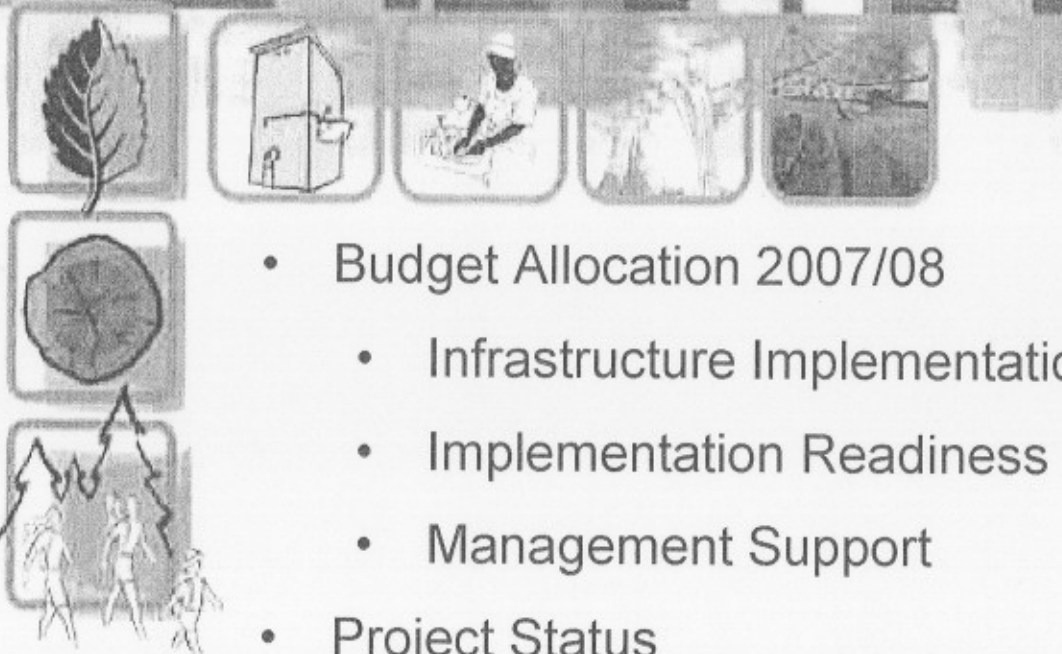 • Budget Allocation 2007/08
• Infrastructure Implementatio
• Implementation Readiness
• Management Support
• Project Status